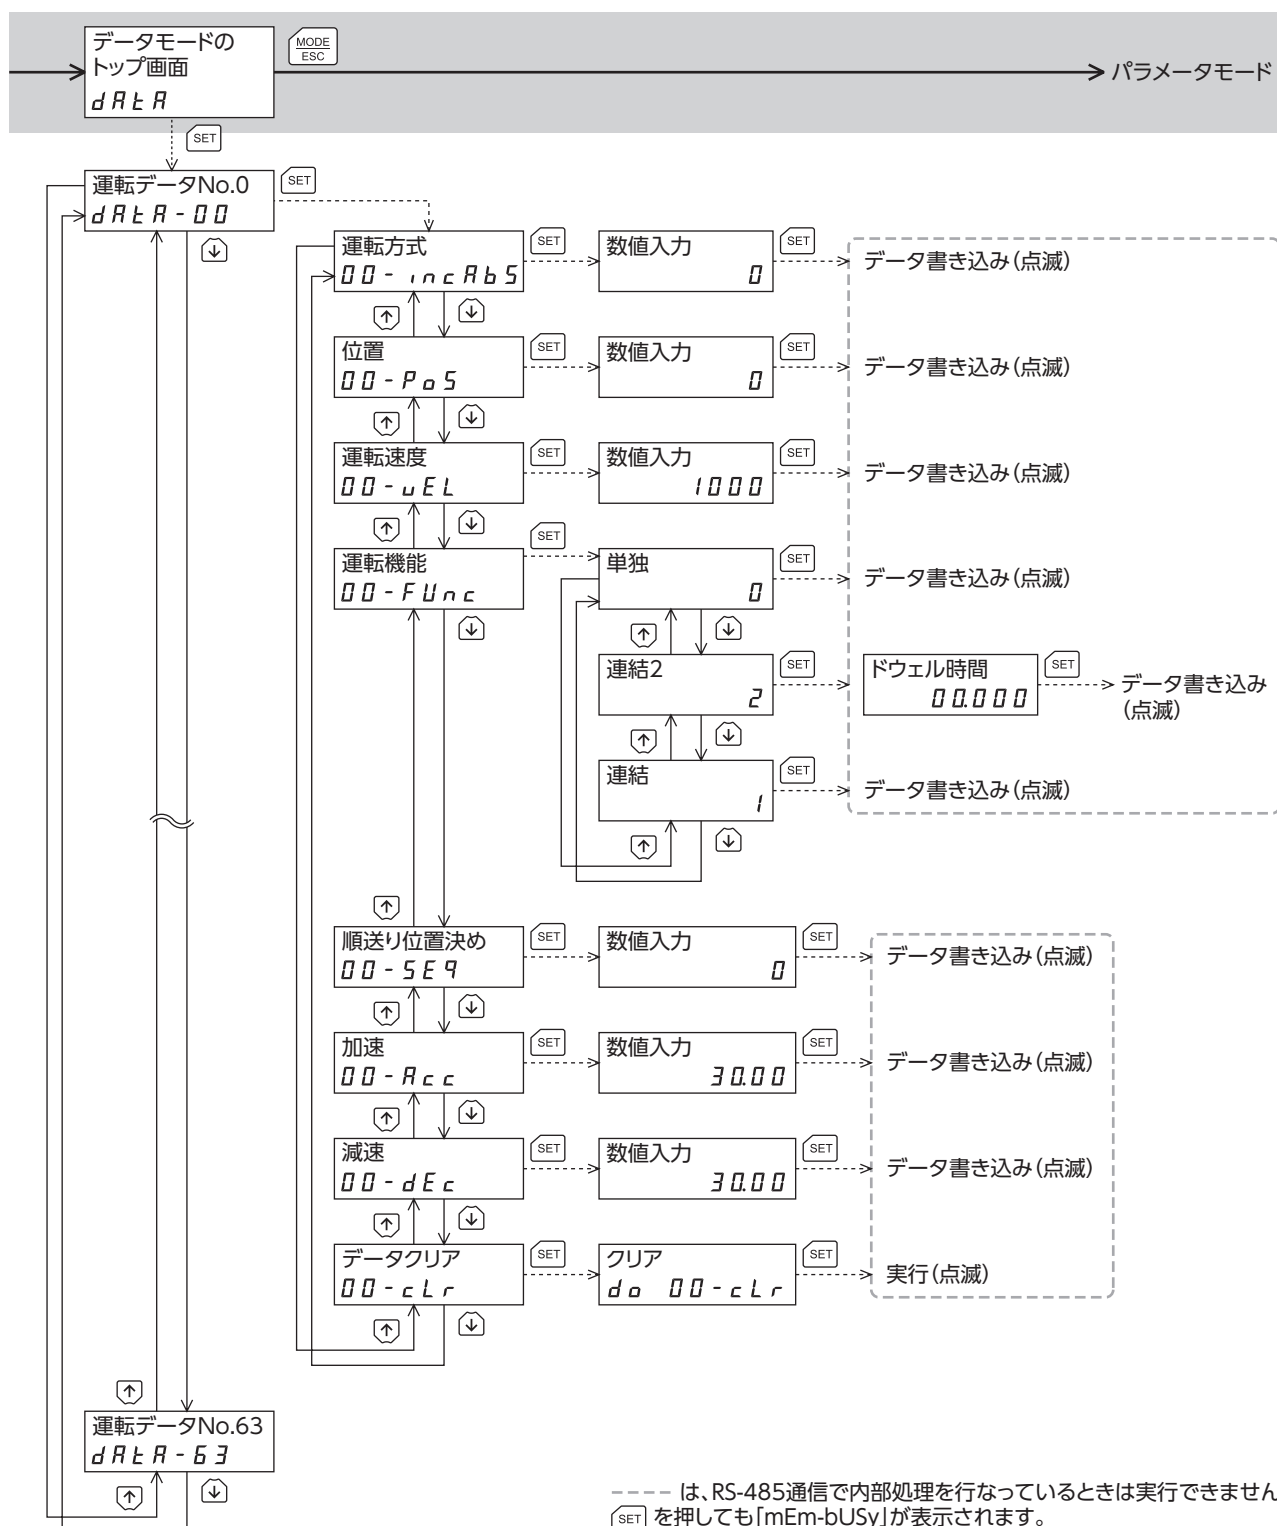 データモードの
トップ画面
dAtA
MODE
ESC
パラメータモード
SET
運転データNo.0
dAtA-00
SET
運転方式
00-incAbS
SET
数値入力
0
SET
データ書き込み(点滅)
位置
00-PoS
SET
数値入力
0
SET
データ書き込み(点滅)
運転速度
00-vEL
SET
数値入力
1000
SET
データ書き込み(点滅)
運転機能
00-FUnc
SET
単独
0
SET
データ書き込み(点滅)
連結2
2
SET
ドウェル時間
00.000
SET
データ書き込み
(点滅)
連結
1
SET
データ書き込み(点滅)
順送り位置決め
00-SEq
SET
数値入力
0
SET
データ書き込み(点滅)
加速
00-Acc
SET
数値入力
30.00
SET
データ書き込み(点滅)
減速
00-dEc
SET
数値入力
30.00
SET
データ書き込み(点滅)
データクリア
00-cLr
SET
クリア
do 00-cLr
SET
実行(点滅)
運転データNo.63
dAtA-63
は、RS-485通信で内部処理を行なっているときは実行できません
SET を押しても「mEm-bUSy」が表示されます。